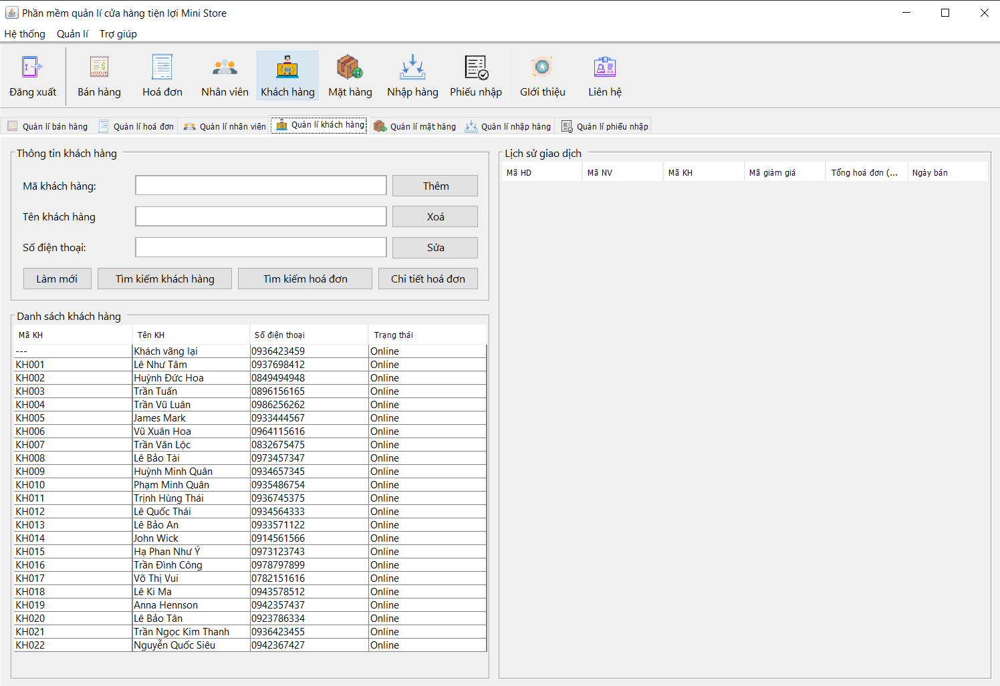 Phần mềm quản lí cửa hàng tiện lợi Mini Store
Hệ thống Quản lí Trợ giúp
Đăng xuất Bán hàng Hoá đơn Nhân viên Khách hàng Mặt hàng Nhập hàng Phiếu nhập GIới thiệu Liên hệ
Quản lí bán hàng Quản lí hoá đơn Quản lí nhân viên Quản lí khách hàng Quản lí mặt hàng Quản lí nhập hàng Quản lí phiếu nhập
Thông tin khách hàng
Mã khách hàng: Thêm
Tên khách hàng Xoá
Số điện thoại: Sửa
Làm mới Tìm kiếm khách hàng Tìm kiếm hoá đơn Chi tiết hoá đơn
Danh sách khách hàng
Mã KH Tên KH Số điện thoại Trạng thái
--- Khách vãng lại 0936423459 Online
KH001 Lê Như Tâm 0937698412 Online
KH002 Huỳnh Đức Hoa 0849494948 Online
KH003 Trần Tuấn 0896156165 Online
KH004 Trần Vũ Luân 0986256262 Online
KH005 James Mark 0933444567 Online
KH006 Vũ Xuân Hoa 0964115616 Online
KH007 Trần Văn Lộc 0832675475 Online
KH008 Lê Bảo Tài 0973457347 Online
KH009 Huỳnh Minh Quân 0934657345 Online
KH010 Phạm Minh Quân 0935486754 Online
KH011 Trịnh Hùng Thái 0936745375 Online
KH012 Lê Quốc Thái 0934564333 Online
KH013 Lê Bảo An 0933571122 Online
KH014 John Wick 0914561566 Online
KH015 Hạ Phan Như Ý 0973123743 Online
KH016 Trần Đình Công 0978797899 Online
KH017 Võ Thị Vui 0782151616 Online
KH018 Lê Ki Ma 0943578512 Online
KH019 Anna Hennson 0942357437 Online
KH020 Lê Bảo Tân 0923786334 Online
KH021 Trần Ngọc Kim Thanh 0936423455 Online
KH022 Nguyễn Quốc Siêu 0942367427 Online
Lịch sử giao dịch
Mã HD Mã NV Mã KH Mã giảm giá Tổng hoá đơn (... Ngày bán